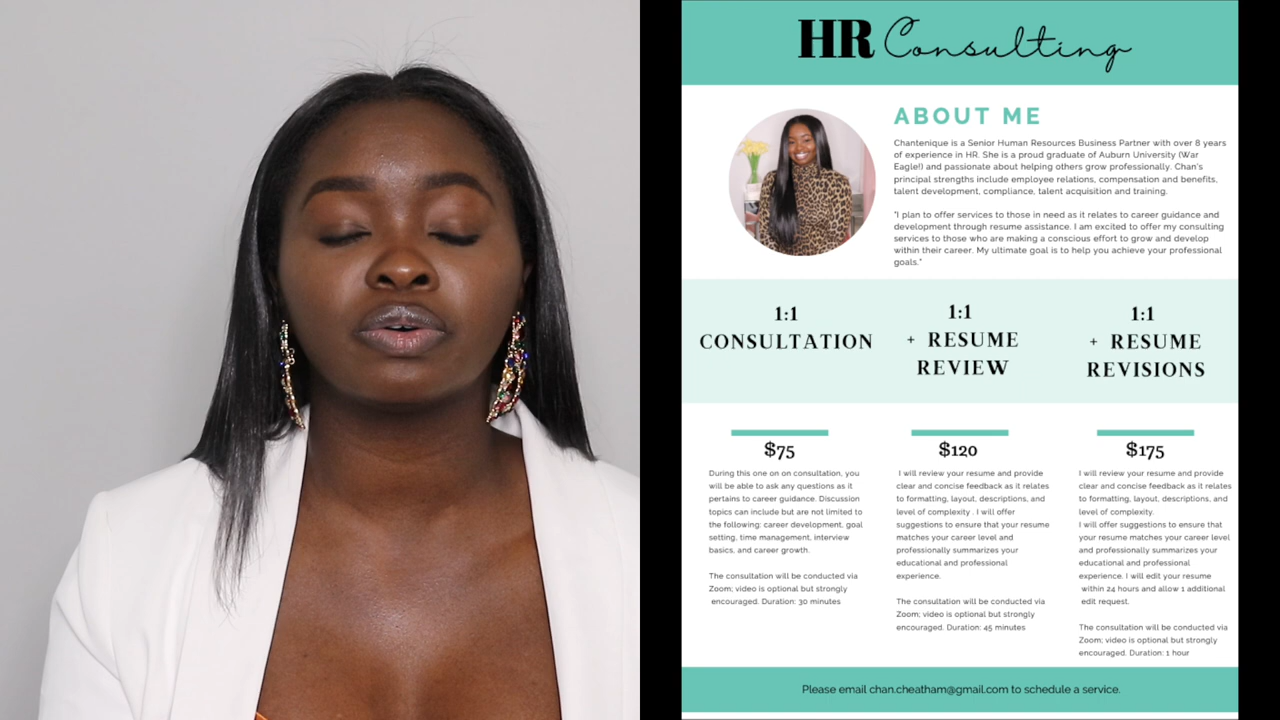 HR Consulting
ABOUT ME
Chantenique is a Senior Human Resources Business Partner with over 8 years
of experience in HR. She is a proud graduate of Auburn University (War
Eagle!) and passionate about helping others grow professionally. Chan's
principal strengths include employee relations, compensation and benefits,
talent development, compliance, talent acquisition and training.
"I plan to offer services to those in need as it relates to career guidance and
development through resume assistance. I am excited to offer my consulting
services to those who are making a conscious effort to grow and develop
within their career. My ultimate goal is to help you achieve your professional
goals."
1:1
CONSULTATION
1:1
+ RESUME
REVIEW
1:1
+ RESUME
REVISIONS
$75
During this one on on consultation, you
will be able to ask any questions as it
pertains to career guidance. Discussion
topics can include but are not limited to
the following: career development, goal
setting, time management, interview
basics, and career growth.
The consultation will be conducted via
Zoom; video is optional but strongly
encouraged. Duration: 30 minutes
$120
I will review your resume and provide
clear and concise feedback as it relates
to formatting, layout, descriptions, and
level of complexity . I will offer
suggestions to ensure that your resume
matches your career level and
professionally summarizes your
educational and professional
experience.
The consultation will be conducted via
Zoom; video is optional but strongly
encouraged. Duration: 45 minutes
$175
I will review your resume and provide
clear and concise feedback as it relates
to formatting, layout, descriptions, and
level of complexity.
I will offer suggestions to ensure that
your resume matches your career level
and professionally summarizes your
educational and professional
experience. I will edit your resume
within 24 hours and allow 1 additional
edit request.
The consultation will be conducted via
Zoom; video is optional but strongly
encouraged. Duration: 1 hour
Please email chan.cheatham@gmail.com to schedule a service.